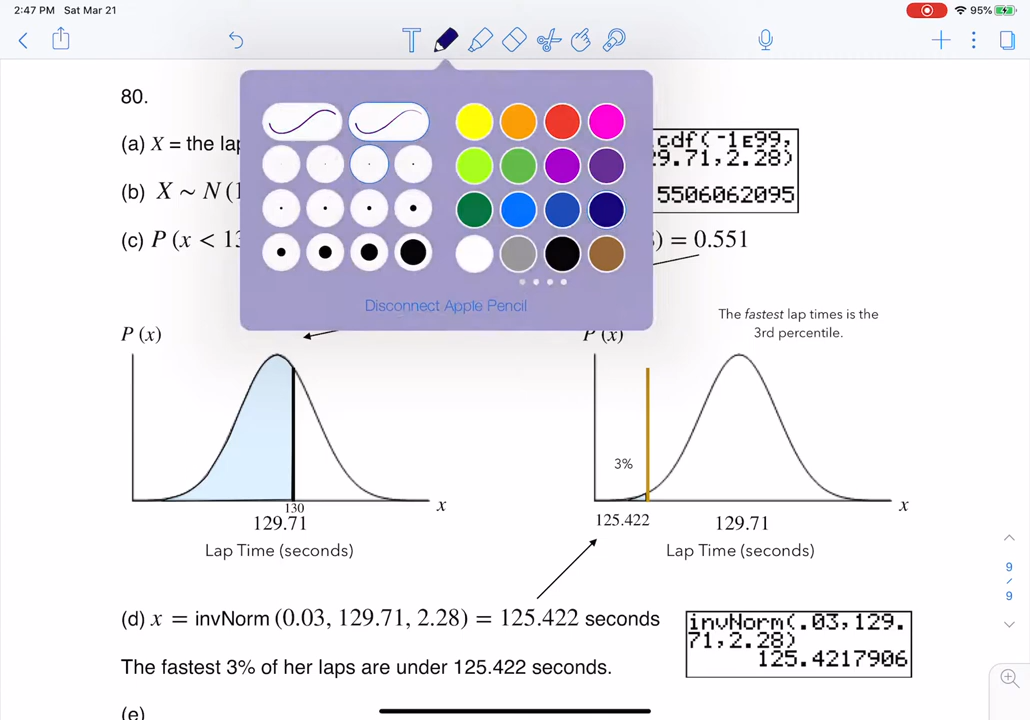 2:47 PM Sat Mar 21
95%
T
80.
(a) X = the lap
cdf(-1E99,
9.71,2.28)
5506062095
(b) X ~ N (1
(c) P (x < 13
) = 0.551
Disconnect Apple Pencil
The fastest lap times is the
3rd percentile.
P (x)
P (x)
3%
130
129.71
x
Lap Time (seconds)
125.422
129.71
x
Lap Time (seconds)
9
/
9
(d) x = invNorm (0.03, 129.71, 2.28) = 125.422 seconds
invNorm(.03,129.
71,2.28)
125.4217906
The fastest 3% of her laps are under 125.422 seconds.
(e)